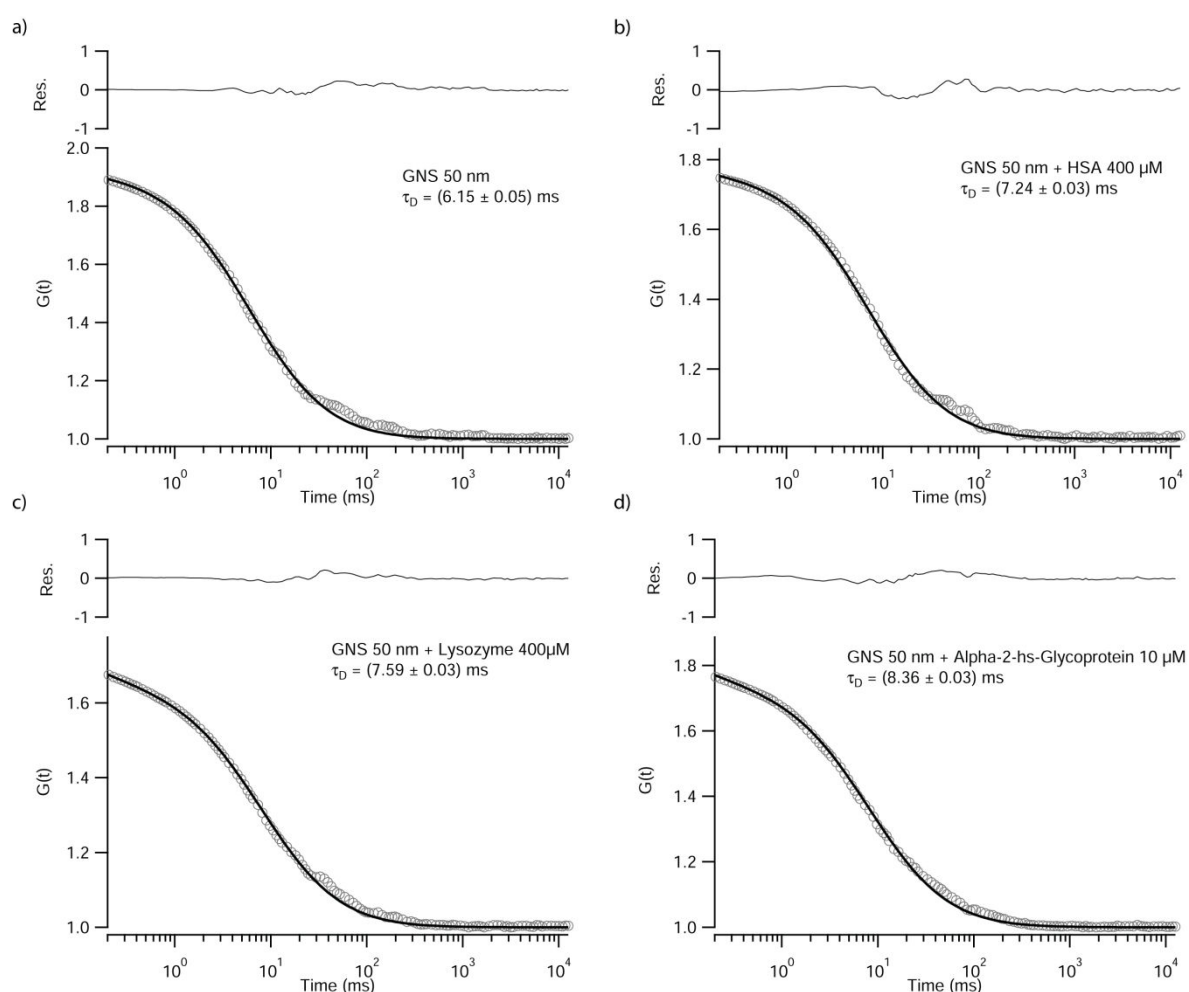 a)
1
0
-1
Res.
2.0
1.8
1.6
1.4
1.2
1.0
G(t)
GNS 50 nm
τD = (6.15 ± 0.05) ms
10^0 10^1 10^2 10^3 10^4
Time (ms)
b)
1
0
-1
Res.
1.8
1.6
1.4
1.2
1.0
G(t)
GNS 50 nm + HSA 400 µM
τD = (7.24 ± 0.03) ms
10^0 10^1 10^2 10^3 10^4
Time (ms)
c)
1
0
-1
Res.
1.6
1.4
1.2
1.0
G(t)
GNS 50 nm + Lysozyme 400µM
τD = (7.59 ± 0.03) ms
10^0 10^1 10^2 10^3 10^4
Time (ms)
d)
1
0
-1
Res.
1.8
1.6
1.4
1.2
1.0
G(t)
GNS 50 nm + Alpha-2-hs-Glycoprotein 10 µM
τD = (8.36 ± 0.03) ms
10^0 10^1 10^2 10^3 10^4
Time (ms)